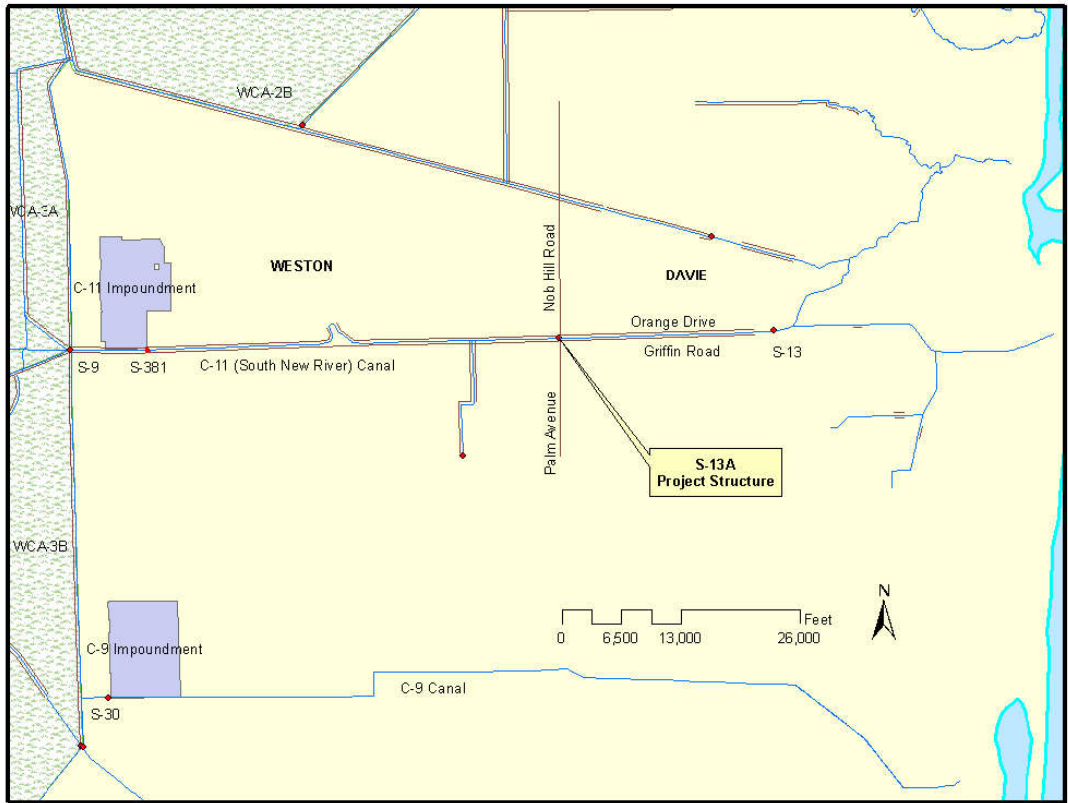 WCA-2B
WCA-3A
Nob Hill Road
WESTON
DAVIE
C-11 Impoundment
Orange Drive
Griffin Road
S-13
S-9
S-381
C-11 (South New River) Canal
Palm Avenue
S-13A
Project Structure
WCA-3B
N
Feet
0
6,500
13,000
26,000
C-9 Impoundment
C-9 Canal
S-30